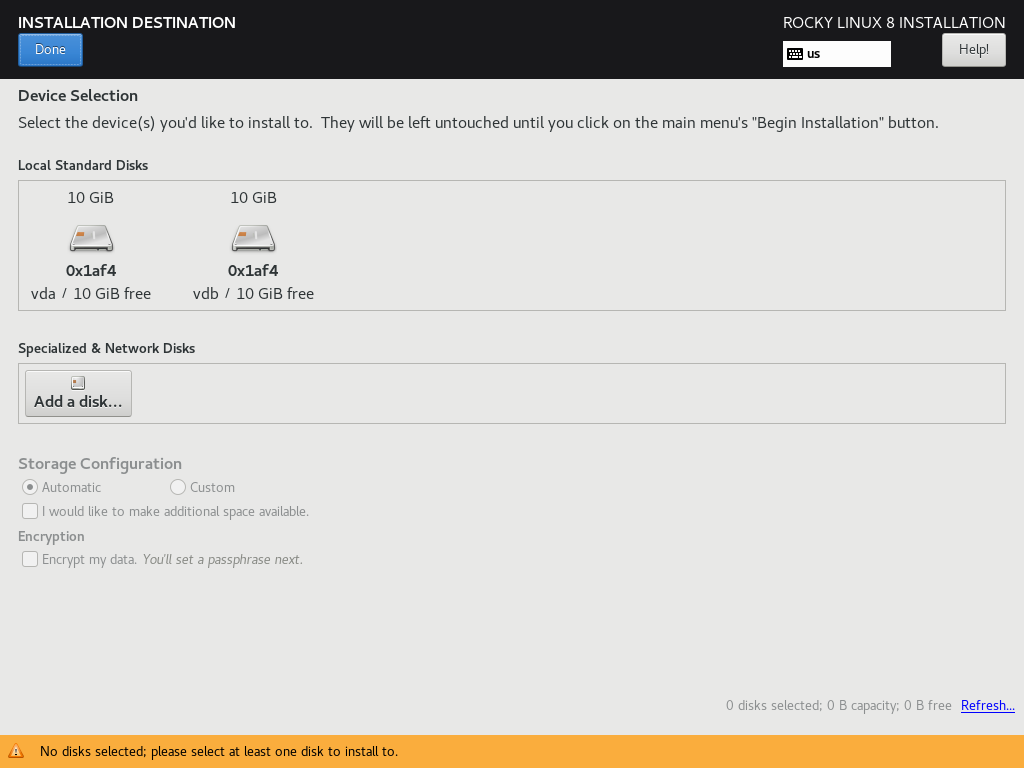 INSTALLATION DESTINATION
ROCKY LINUX 8 INSTALLATION
Done
us
Help!
Device Selection
Select the device(s) you'd like to install to.  They will be left untouched until you click on the main menu's "Begin Installation" button.
Local Standard Disks
10 GiB
10 GiB
0x1af4
0x1af4
vda / 10 GiB free
vdb / 10 GiB free
Specialized & Network Disks
Add a disk...
Storage Configuration
Automatic
Custom
I would like to make additional space available.
Encryption
Encrypt my data. You'll set a passphrase next.
0 disks selected; 0 B capacity; 0 B free
Refresh...
No disks selected; please select at least one disk to install to.